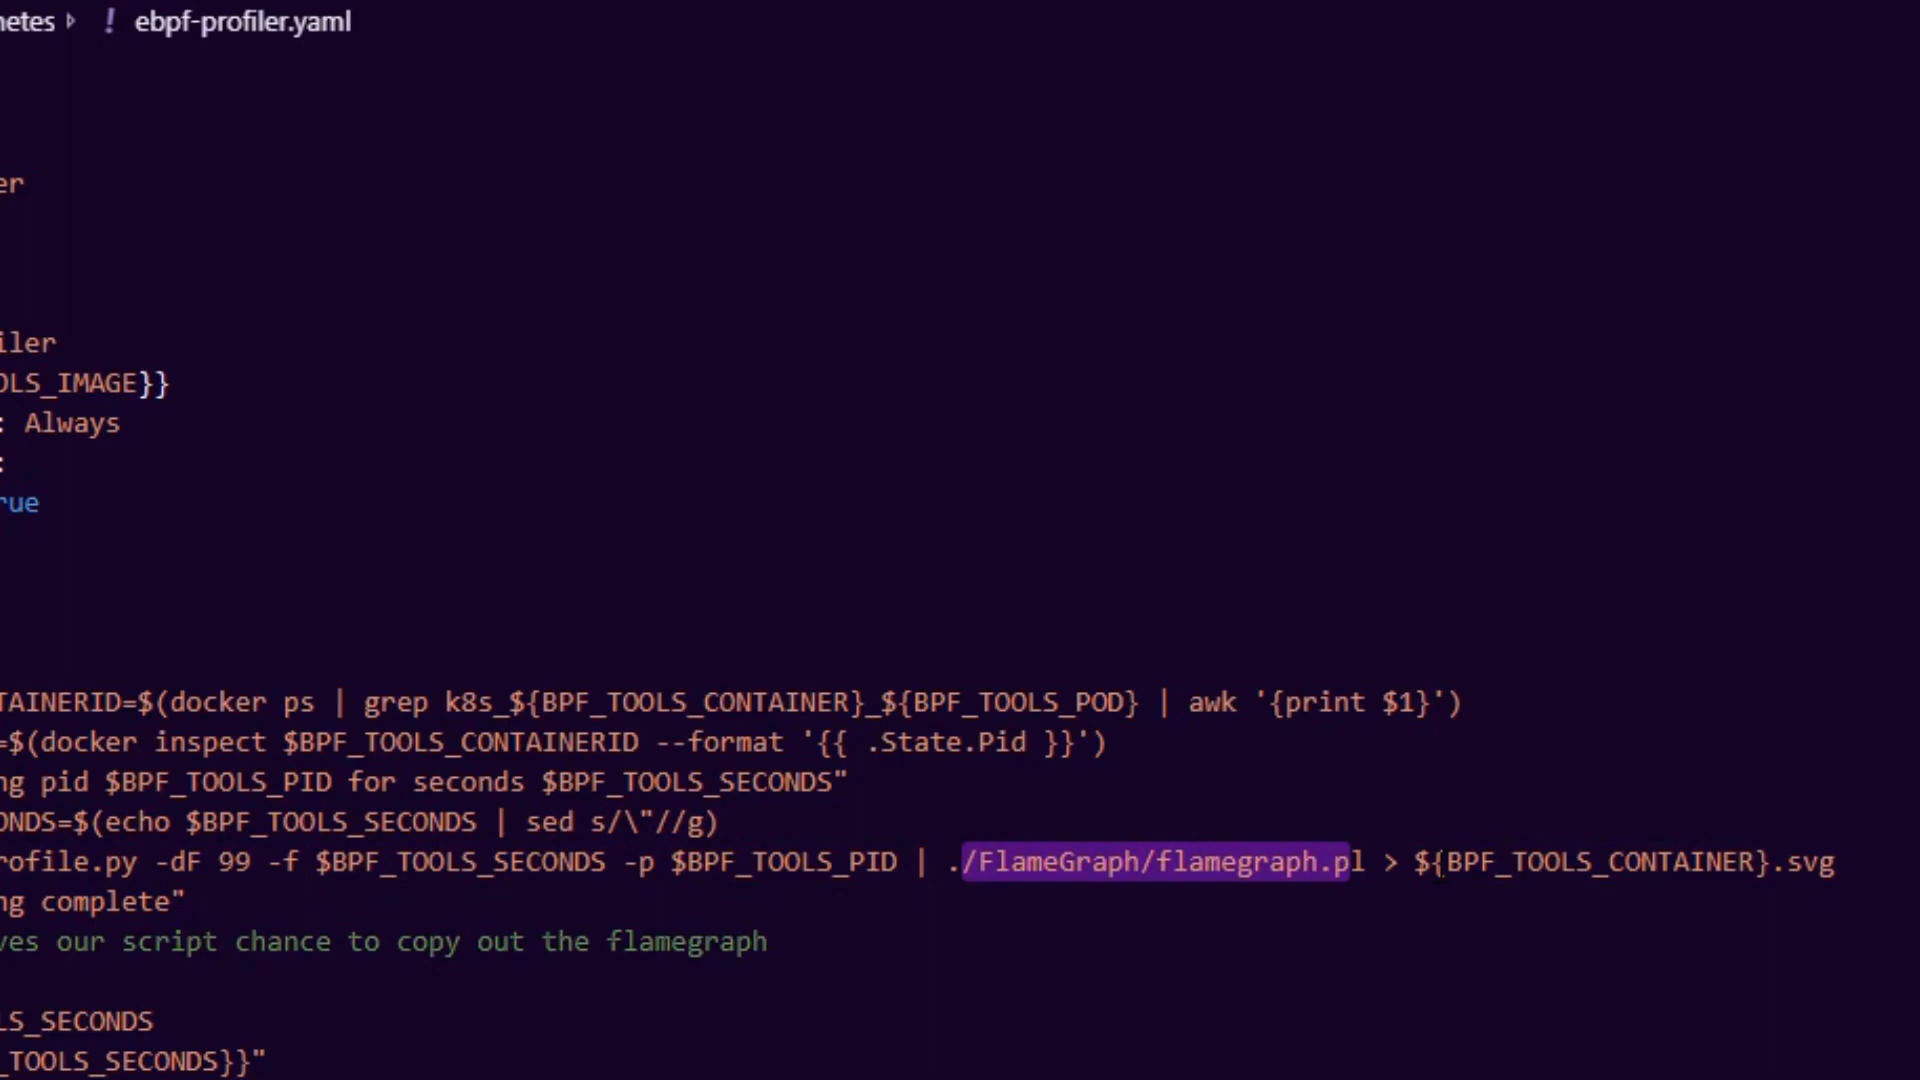 netes ! ebpf-profiler.yaml
er
iler
OLS_IMAGE}}
: Always
:
rue
TAINERID=$(docker ps | grep k8s_${BPF_TOOLS_CONTAINER}_${BPF_TOOLS_POD} | awk '{print $1}')
=$(docker inspect $BPF_TOOLS_CONTAINERID --format '{{ .State.Pid }}')
ng pid $BPF_TOOLS_PID for seconds $BPF_TOOLS_SECONDS"
ONDS=$(echo $BPF_TOOLS_SECONDS | sed s/\"//g)
rofile.py -dF 99 -f $BPF_TOOLS_SECONDS -p $BPF_TOOLS_PID | ./FlameGraph/flamegraph.pl > ${BPF_TOOLS_CONTAINER}.svg
ng complete"
ves our script chance to copy out the flamegraph
LS_SECONDS
_TOOLS_SECONDS}}"